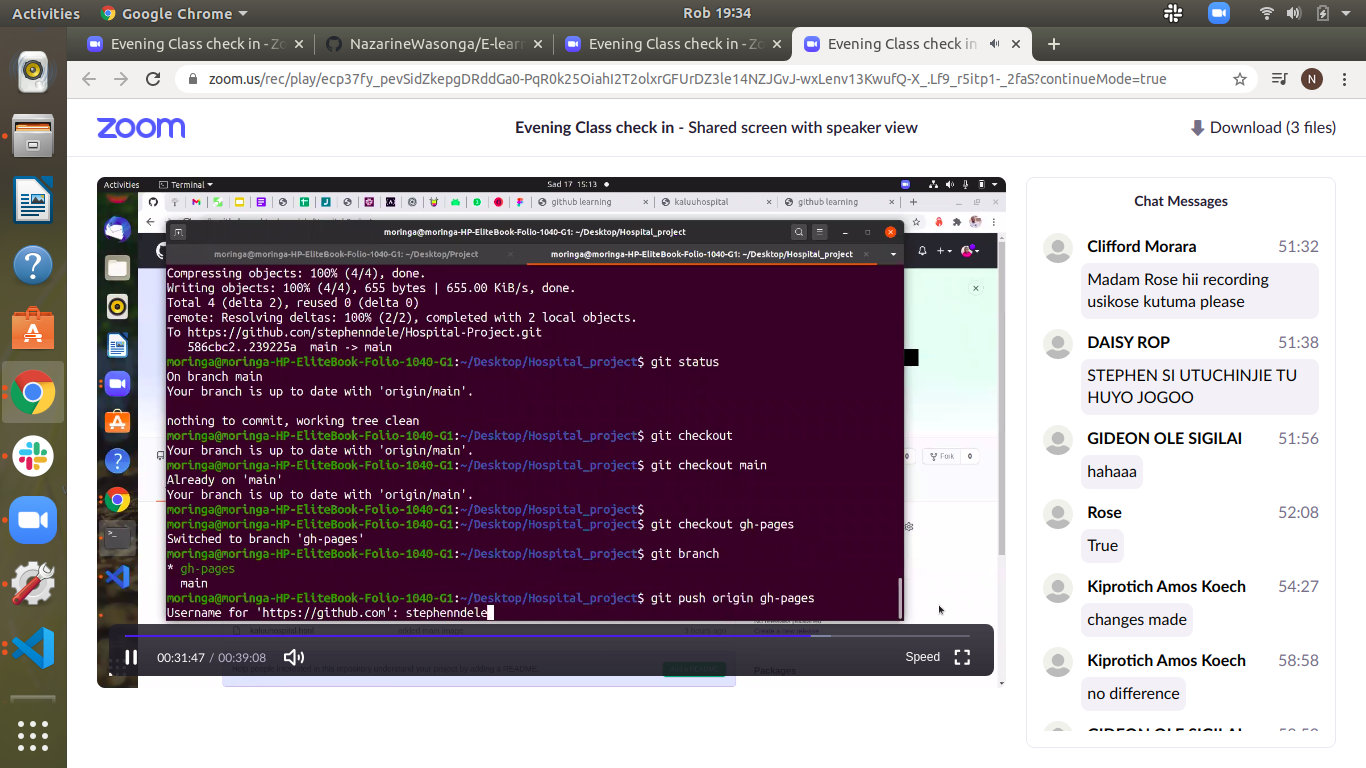 Activities
Google Chrome
Rob 19:34
Evening Class check in - Zo
NazarineWasonga/E-lear
Evening Class check in - Zo
Evening Class check in
zoom.us/rec/play/ecp37fy_pevSidZkepgDRddGa0-PqR0k25OiahI2T2olxrGFUrDZ3le14NZJGvJ-wxLenv13KwufQ-X_.Lf9_r5itp1-_2faS?continueMode=true
N
zoom
Evening Class check in - Shared screen with speaker view
Download (3 files)
Activities
Terminal
Sad 17 15:13
github learning
kaluuhospital
github learning
moringa@moringa-HP-EliteBook-Folio-1040-G1: ~/Desktop/Hospital_project
moringa@moringa-HP-EliteBook-Folio-1040-G1: ~/Desktop/Project
moringa@moringa-HP-EliteBook-Folio-1040-G1: ~/Desktop/Hospital_project
Compressing objects: 100% (4/4), done.
Writing objects: 100% (4/4), 655 bytes | 655.00 KiB/s, done.
Total 4 (delta 2), reused 0 (delta 0)
remote: Resolving deltas: 100% (2/2), completed with 2 local objects.
To https://github.com/stephenndele/Hospital-Project.git
586cbc2..239225a main -> main
moringa@moringa-HP-EliteBook-Folio-1040-G1:~/Desktop/Hospital_project$ git status
On branch main
Your branch is up to date with 'origin/main'.
nothing to commit, working tree clean
moringa@moringa-HP-EliteBook-Folio-1040-G1:~/Desktop/Hospital_project$ git checkout
Your branch is up to date with 'origin/main'.
moringa@moringa-HP-EliteBook-Folio-1040-G1:~/Desktop/Hospital_project$ git checkout main
Already on 'main'
Your branch is up to date with 'origin/main'.
moringa@moringa-HP-EliteBook-Folio-1040-G1:~/Desktop/Hospital_project$
moringa@moringa-HP-EliteBook-Folio-1040-G1:~/Desktop/Hospital_project$ git checkout gh-pages
Switched to branch 'gh-pages'
moringa@moringa-HP-EliteBook-Folio-1040-G1:~/Desktop/Hospital_project$ git branch
* gh-pages
main
moringa@moringa-HP-EliteBook-Folio-1040-G1:~/Desktop/Hospital_project$ git push origin gh-pages
Username for 'https://github.com': stephenndele
Fork 0
00:31:47 / 00:39:08
Speed
Packages
Chat Messages
Clifford Morara 51:32
Madam Rose hii recording
usikose kutuma please
DAISY ROP 51:38
STEPHEN SI UTUCHINJIE TU
HUYO JOGOO
GIDEON OLE SIGILAI 51:56
hahaaa
Rose 52:08
True
Kiprotich Amos Koech 54:27
changes made
Kiprotich Amos Koech 58:58
no difference